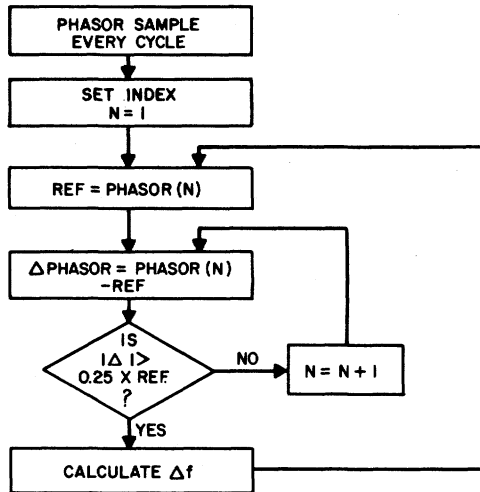 PHASOR SAMPLE
EVERY CYCLE
SET INDEX
N = 1
REF = PHASOR (N)
△ PHASOR = PHASOR (N)
-REF
IS
|△ |>
0.25 X REF.
?
NO
N = N + 1
YES
CALCULATE △f